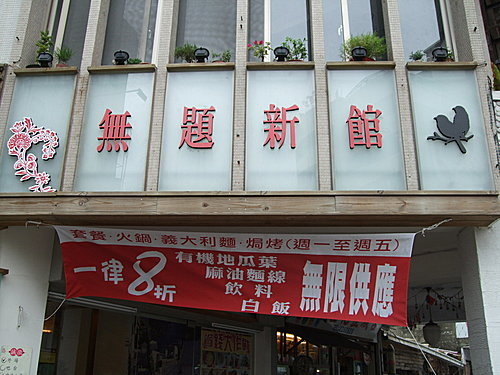 無題新館
套餐·火鍋·義大利麵·焗烤(週一至週五)
一律8折
有機地瓜葉
麻油麵線
飲料
白飯
無限供應